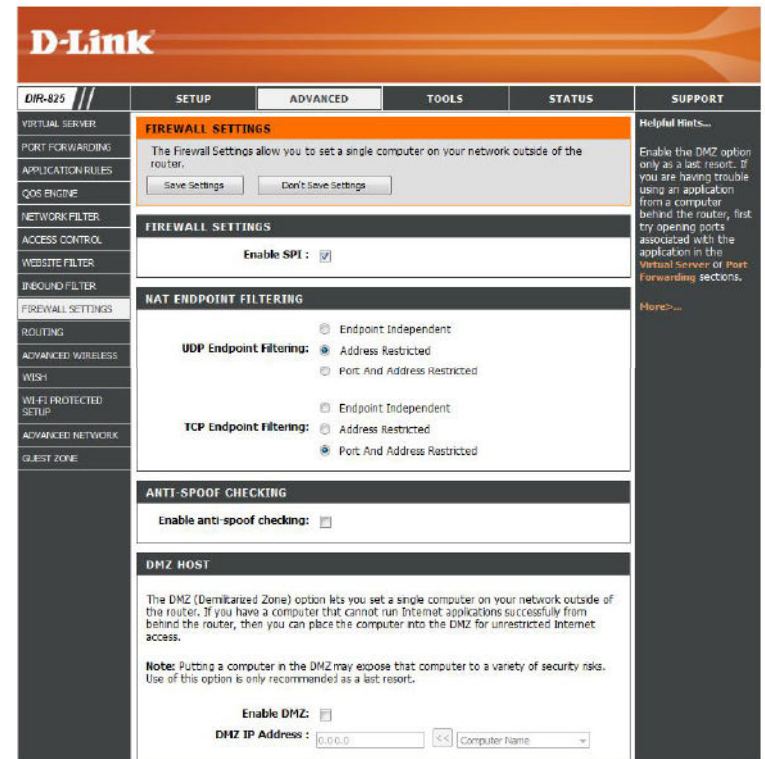 D-Link
DIR-825
SETUP
ADVANCED
TOOLS
STATUS
SUPPORT
VIRTUAL SERVER
PORT FORWARDING
APPLICATION RULES
QOS ENGINE
NETWORK FILTER
ACCESS CONTROL
WEBSITE FILTER
INBOUND FILTER
FIREWALL SETTINGS
ROUTING
ADVANCED WIRELESS
WISH
WI-FI PROTECTED
SETUP
ADVANCED NETWORK
GUEST ZONE
FIREWALL SETTINGS
The Firewall Settings allow you to set a single computer on your network outside of the
router.
Save Settings
Don't Save Settings
FIREWALL SETTINGS
Enable SPI :
NAT ENDPOINT FILTERING
UDP Endpoint Filtering:
Endpoint Independent
Address Restricted
Port And Address Restricted
TCP Endpoint Filtering:
Endpoint Independent
Address Restricted
Port And Address Restricted
ANTI-SPOOF CHECKING
Enable anti-spoof checking:
DMZ HOST
The DMZ (Demilitarized Zone) option lets you set a single computer on your network outside of
the router. If you have a computer that cannot run Internet applications successfully from
behind the router, then you can place the computer into the DMZ for unrestricted Internet
access.
Note: Putting a computer in the DMZ may expose that computer to a variety of security risks.
Use of this option is only recommended as a last resort.
Enable DMZ:
DMZ IP Address :
0.0.0.0
<<
Computer Name
Helpful Hints...
Enable the DMZ option
only as a last resort. If
you are having trouble
using an application
from a computer
behind the router, first
try opening ports
associated with the
application in the
Virtual Server or Port
Forwarding sections.
More>...